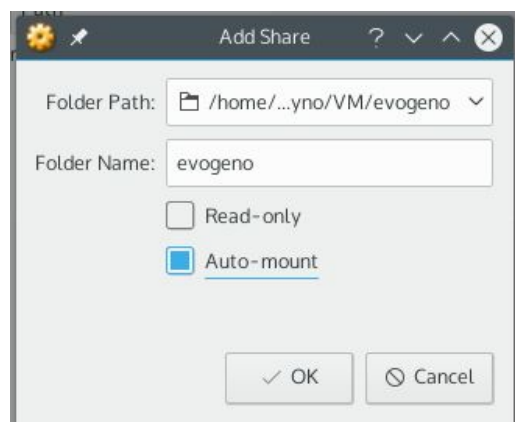 Add Share
Folder Path: /home/...yno/VM/evogeno
Folder Name: evogeno
Read-only
Auto-mount
OK Cancel